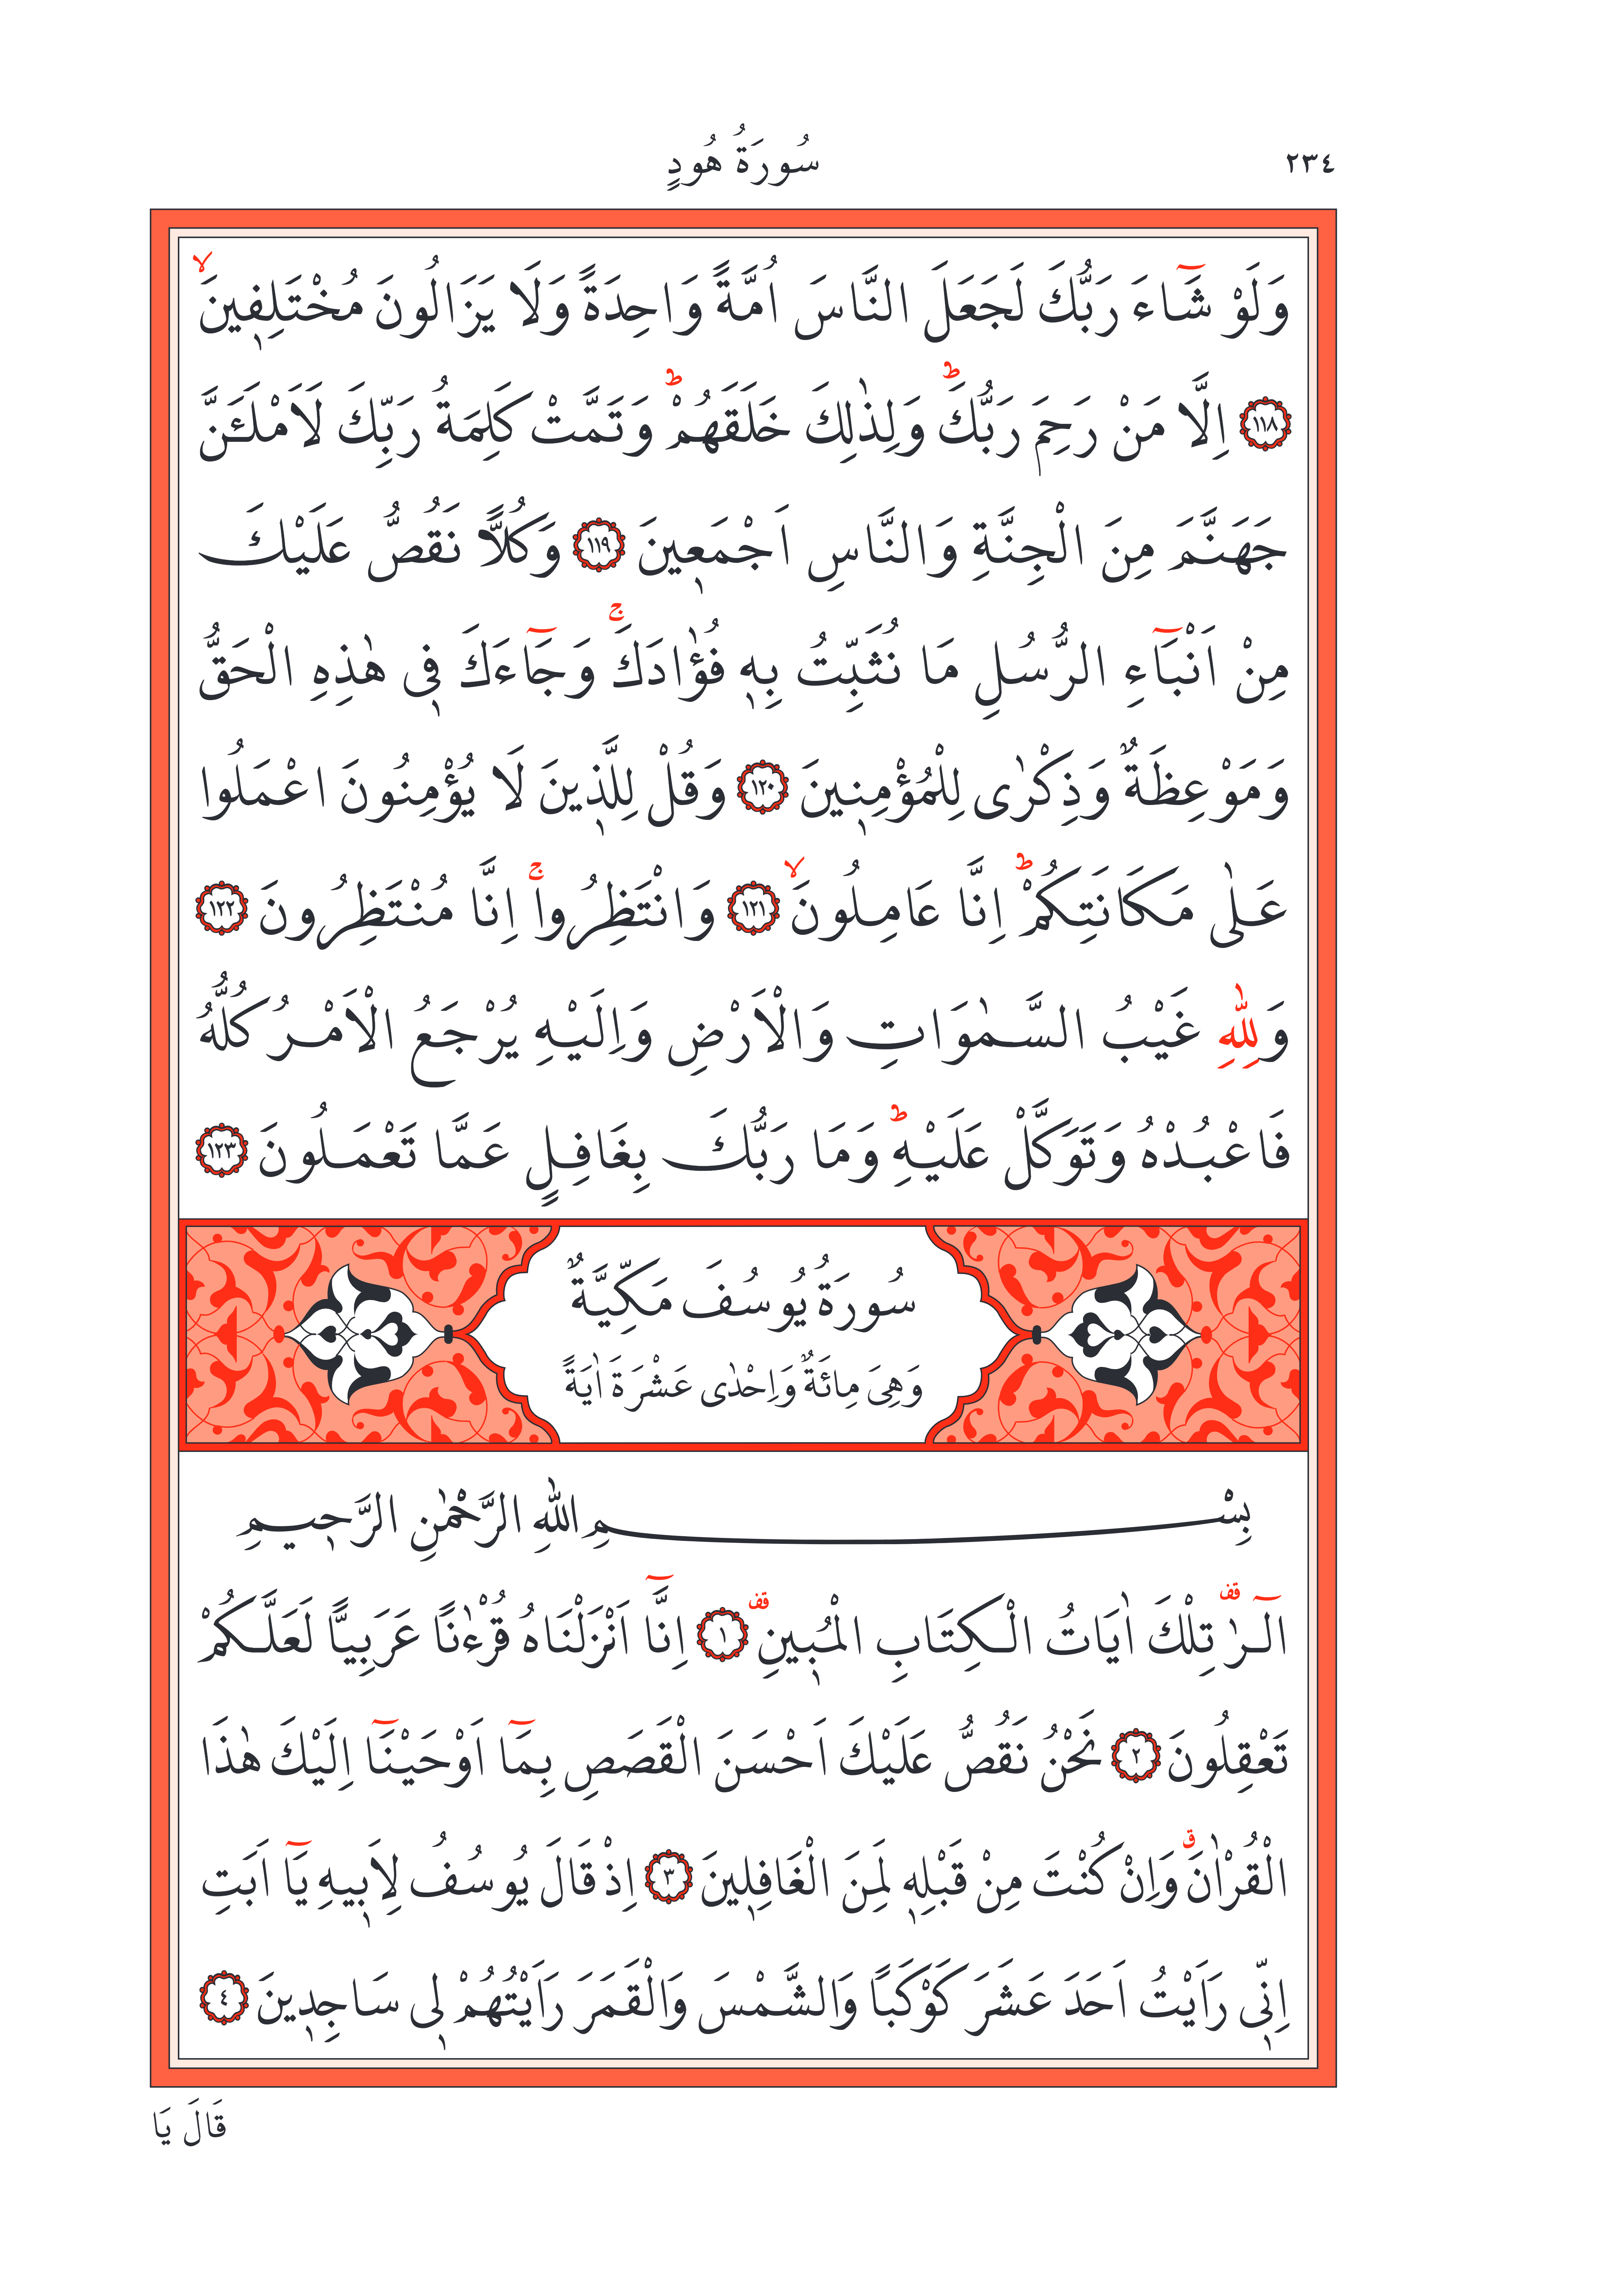 ٢٣٤
سُورَةُ هُودٍ
وَلَوْ شَٓاءَ رَبُّكَ لَجَعَلَ النَّاسَ اُمَّةً وَاحِدَةً وَلَا يَزَالُونَ مُخْتَلِف۪ينَۙ
﴿١١٨﴾ اِلَّا مَنْ رَحِمَ رَبُّكَۜ وَلِذٰلِكَ خَلَقَهُمْۜ وَتَمَّتْ كَلِمَةُ رَبِّكَ لَاَمْلَـَٔنَّ
جَهَنَّمَ مِنَ الْجِنَّةِ وَالنَّاسِ اَجْمَع۪ينَ ﴿١١٩﴾ وَكُلًّا نَقُصُّ عَلَيْكَ
مِنْ اَنْبَٓاءِ الرُّسُلِ مَا نُثَبِّتُ بِه۪ فُؤٰادَكَۚ وَجَٓاءَكَ ف۪ي هٰذِهِ الْحَقُّ
وَمَوْعِظَةٌ وَذِكْرٰى لِلْمُؤْمِن۪ينَ ﴿١٢٠﴾ وَقُلْ لِلَّذ۪ينَ لَا يُؤْمِنُونَ اعْمَلُوا
عَلٰى مَكَانَتِكُمْۜ اِنَّا عَامِلُونَۙ ﴿١٢١﴾ وَانْتَظِرُواۚ اِنَّا مُنْتَظِرُونَ ﴿١٢٢﴾
وَلِلّٰهِ غَيْبُ السَّمٰوَاتِ وَالْاَرْضِ وَاِلَيْهِ يُرْجَعُ الْاَمْرُ كُلُّهُ
فَاعْبُدْهُ وَتَوَكَّلْ عَلَيْهِۜ وَمَا رَبُّكَ بِغَافِلٍ عَمَّا تَعْمَلُونَ ﴿١٢٣﴾
سُورَةُ يُوسُفَ مَكِّيَّةٌ
وَهِيَ مِائَةٌ وَاِحْدٰى عَشْرَةَ اٰيَةً
بِسْمِ اللّٰهِ الرَّحْمٰنِ الرَّح۪يمِ
الٓـرٰ۠ تِلْكَ اٰيَاتُ الْكِتَابِ الْمُب۪ينِ۠ ﴿١﴾ اِنَّٓا اَنْزَلْنَاهُ قُرْءٰنًا عَرَبِيًّا لَعَلَّكُمْ
تَعْقِلُونَ ﴿٢﴾ نَحْنُ نَقُصُّ عَلَيْكَ اَحْسَنَ الْقَصَصِ بِمَٓا اَوْحَيْنَٓا اِلَيْكَ هٰذَا
الْقُرْاٰنَۗ وَاِنْ كُنْتَ مِنْ قَبْلِه۪ لَمِنَ الْغَافِل۪ينَ ﴿٣﴾ اِذْ قَالَ يُوسُفُ لِاَب۪يهِ يَٓا اَبَتِ
اِنّ۪ي رَاَيْتُ اَحَدَ عَشَرَ كَوْكَبًا وَالشَّمْسَ وَالْقَمَرَ رَاَيْتُهُمْ ل۪ي سَاجِد۪ينَ ﴿٤﴾
قَالَ يَا